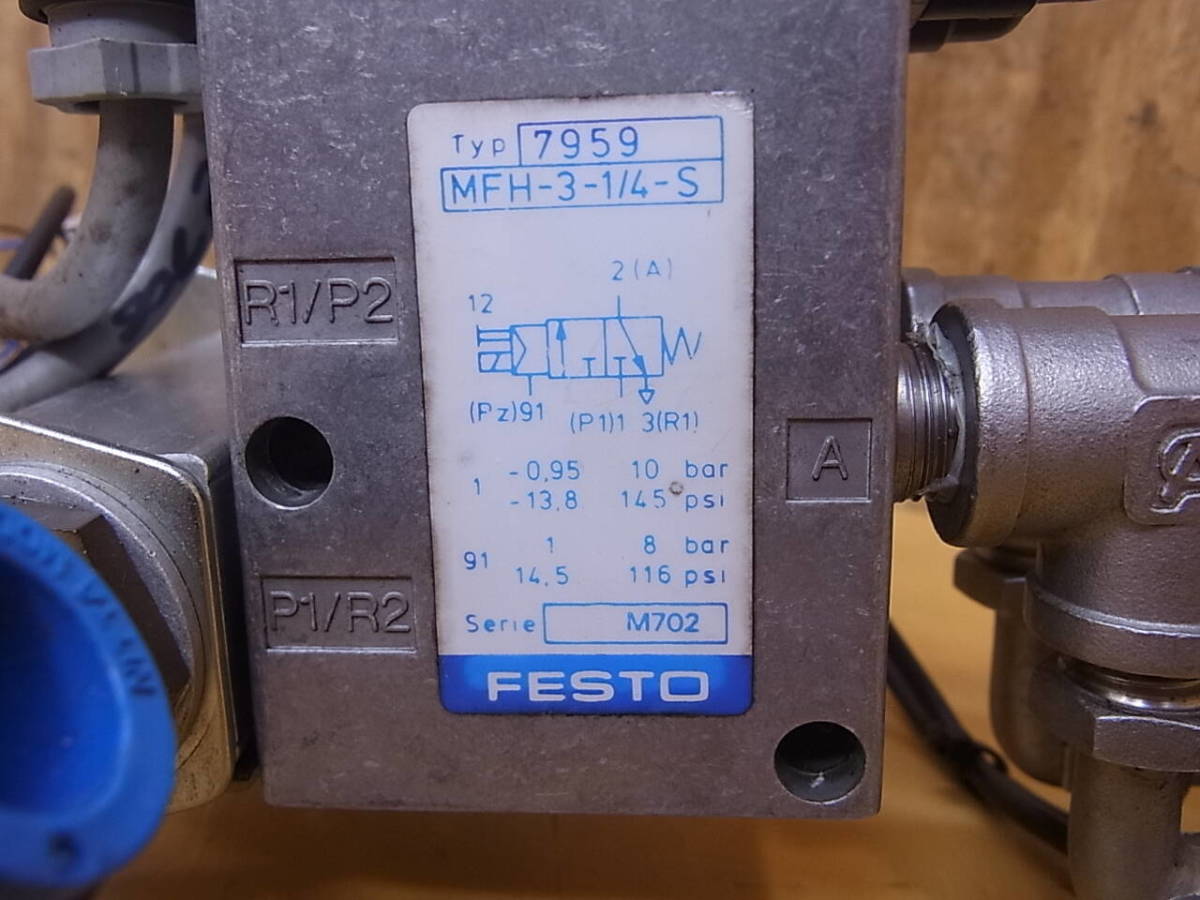 Typ 7959
MFH-3-1/4-S
2(A)
12
(Pz)91 (P1)1 3(R1)
1 -0,95 10 bar
-13,8 145 psi
91 1 8 bar
14,5 116 psi
Serie M702
FESTO
R1/P2
P1/R2
A